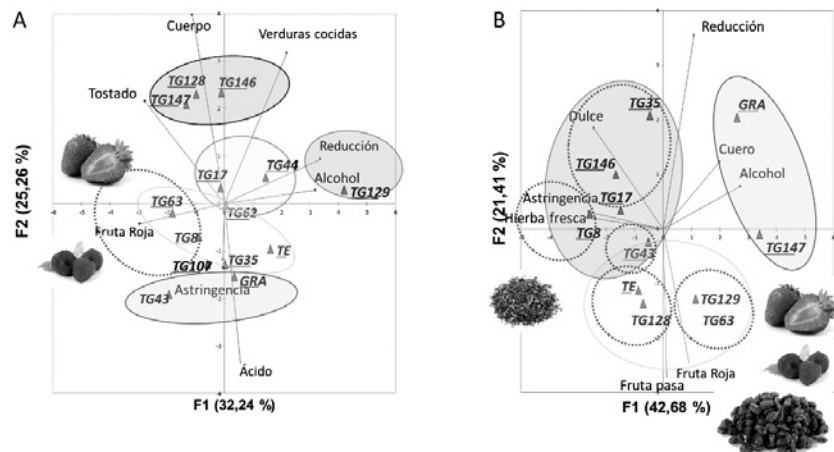 A
Cuerpo
Verduras cocidas
TG128
TG146
Tostado
TG147
Reducción
TG17
TG44
Alcohol
TG129
TG63
TG62
Fruta Roja
TG8
TE
TG107
TG35
GRA
Astringencia
TG43
Ácido
F2 (25,26 %)
F1 (32,24 %)
B
Reducción
TG35
GRA
Dulce
TG146
Cuero
Alcohol
Astringencia
TG17
Hierba fresca
TG8
TG43
TG147
TE
TG129
TG128
TG63
Fruta Roja
Fruta pasa
F2 (21,41 %)
F1 (42,68 %)